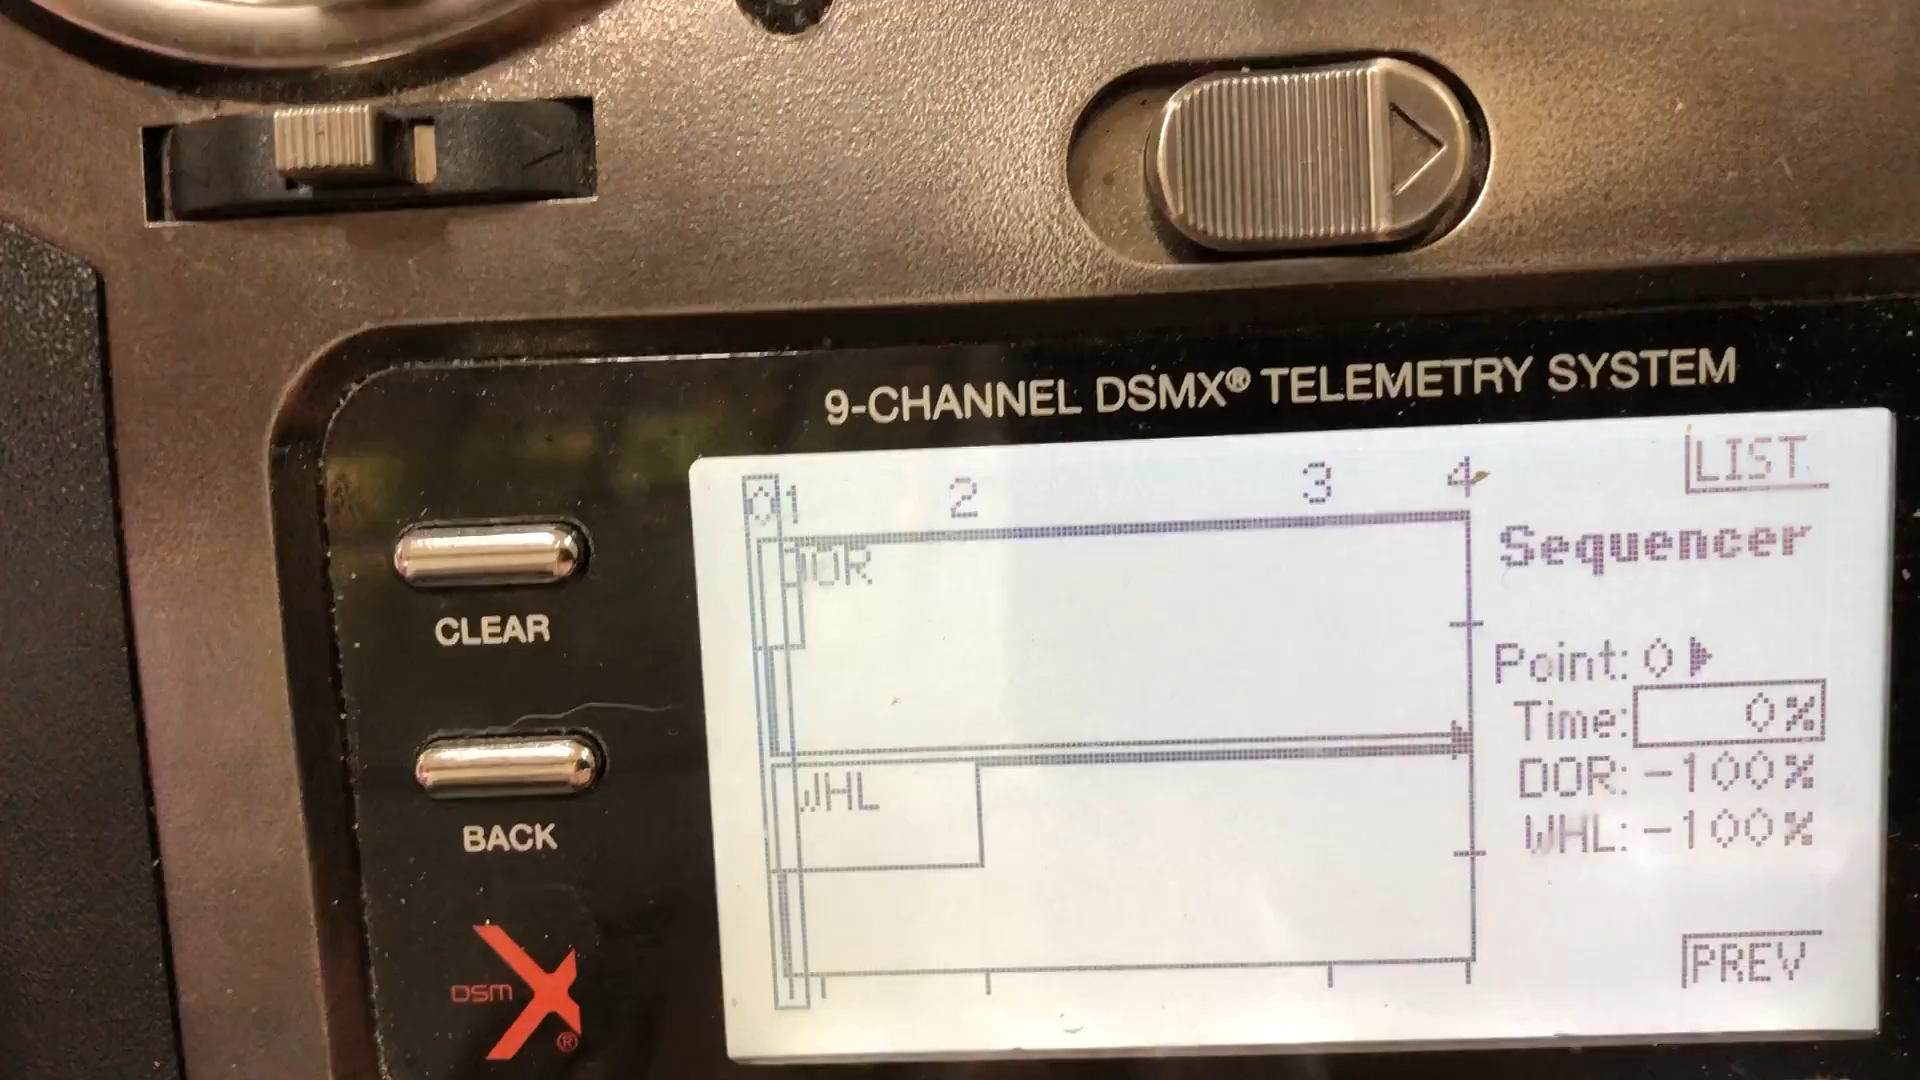 9-CHANNEL DSMX® TELEMETRY SYSTEM
0 1 2 3 4
LIST
DOR
Sequencer
Point: 0
Time: 0%
DOR: -100%
WHL
WHL: -100%
PREV
CLEAR
BACK
DSM X ®